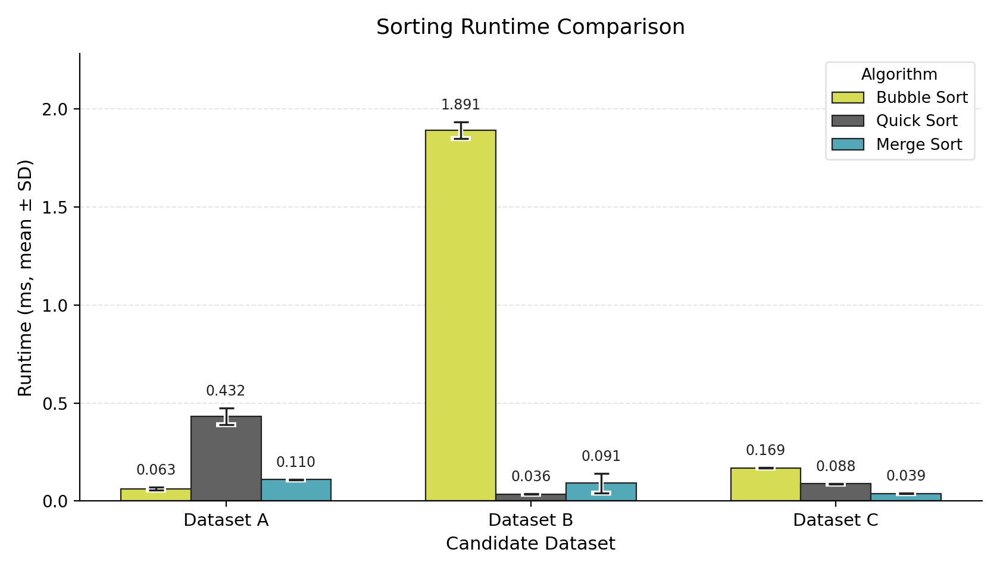 Sorting Runtime Comparison
Algorithm
Bubble Sort
Quick Sort
Merge Sort
Runtime (ms, mean ± SD)
2.0
1.5
1.0
0.5
0.0
0.063
0.432
0.110
1.891
0.036
0.091
0.169
0.088
0.039
Dataset A
Dataset B
Dataset C
Candidate Dataset